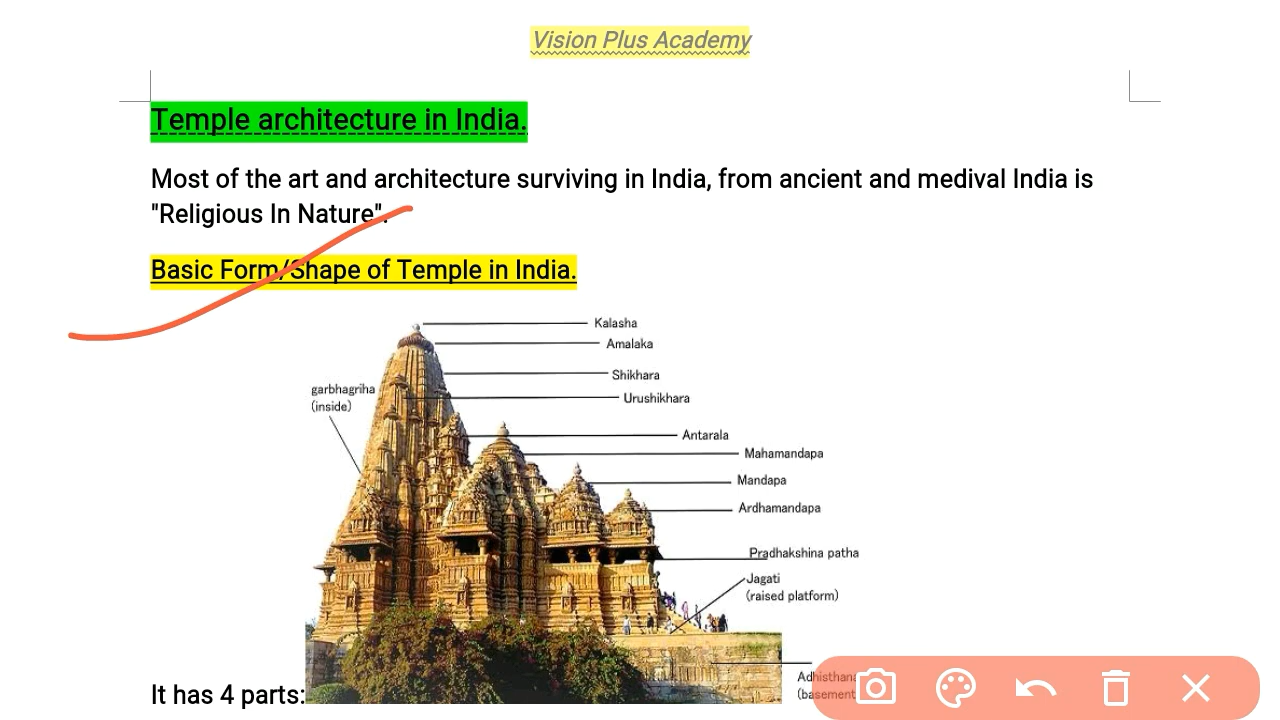 Vision Plus Academy
Temple architecture in India.
Most of the art and architecture surviving in India, from ancient and medival India is
"Religious In Nature".
Basic Form/Shape of Temple in India.
Kalasha
Amalaka
Shikhara
garbhagriha
(inside)
Urushikhara
Antarala
Mahamandapa
Mandapa
Ardhamandapa
Pradhakshina patha
Jagati
(raised platform)
Adhisthana
(basement
It has 4 parts: